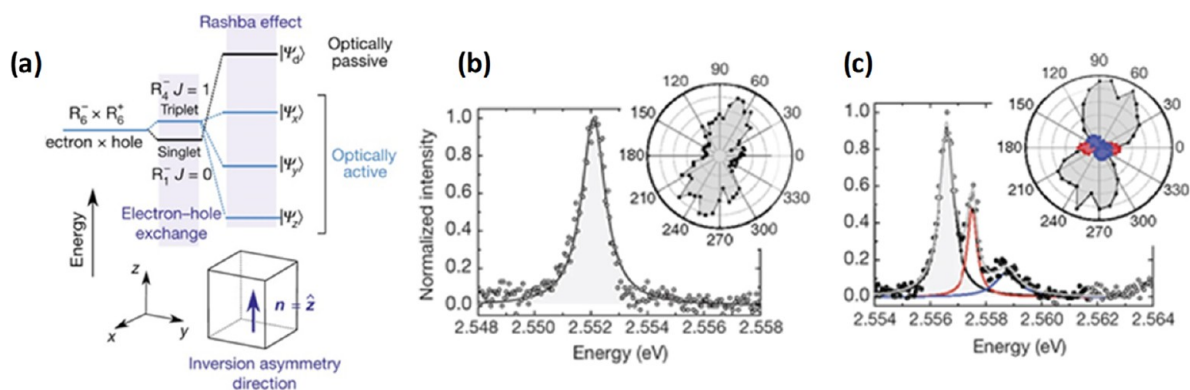 (a)
Rashba effect
|Ψd⟩
Optically
passive
R4− J = 1
Triplet
R6− × R6+
ectron × hole
Singlet
R1− J = 0
|Ψx⟩
|Ψy⟩
|Ψz⟩
Optically
active
Electron–hole
exchange
Energy
z
x
y
n = ẑ
Inversion asymmetry
direction
(b)
Normalized intensity
1.0
0.8
0.6
0.4
0.2
0.0
2.548 2.550 2.552 2.554 2.556 2.558
Energy (eV)
90
120 60
150 30
180 0
210 330
240 300
270
(c)
1.0
0.8
0.6
0.4
0.2
0.0
2.554 2.556 2.558 2.560 2.562 2.564
Energy (eV)
90
120 60
150 30
180 0
210 330
240 300
270